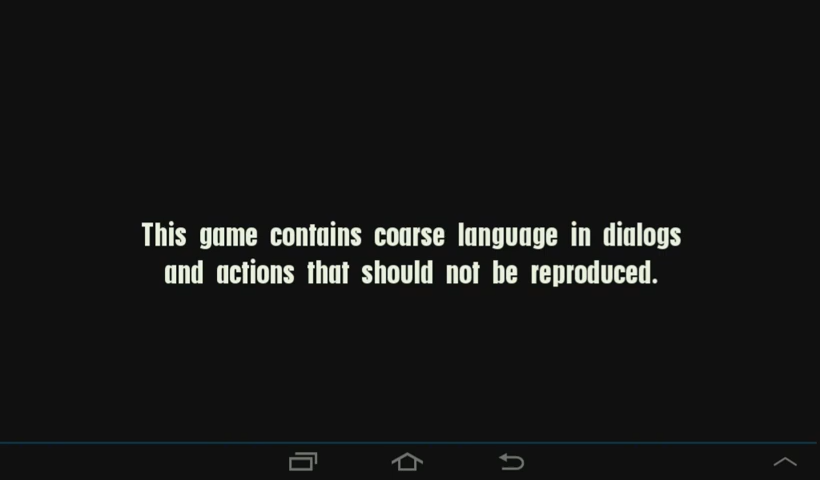 This game contains coarse language in dialogs
and actions that should not be reproduced.